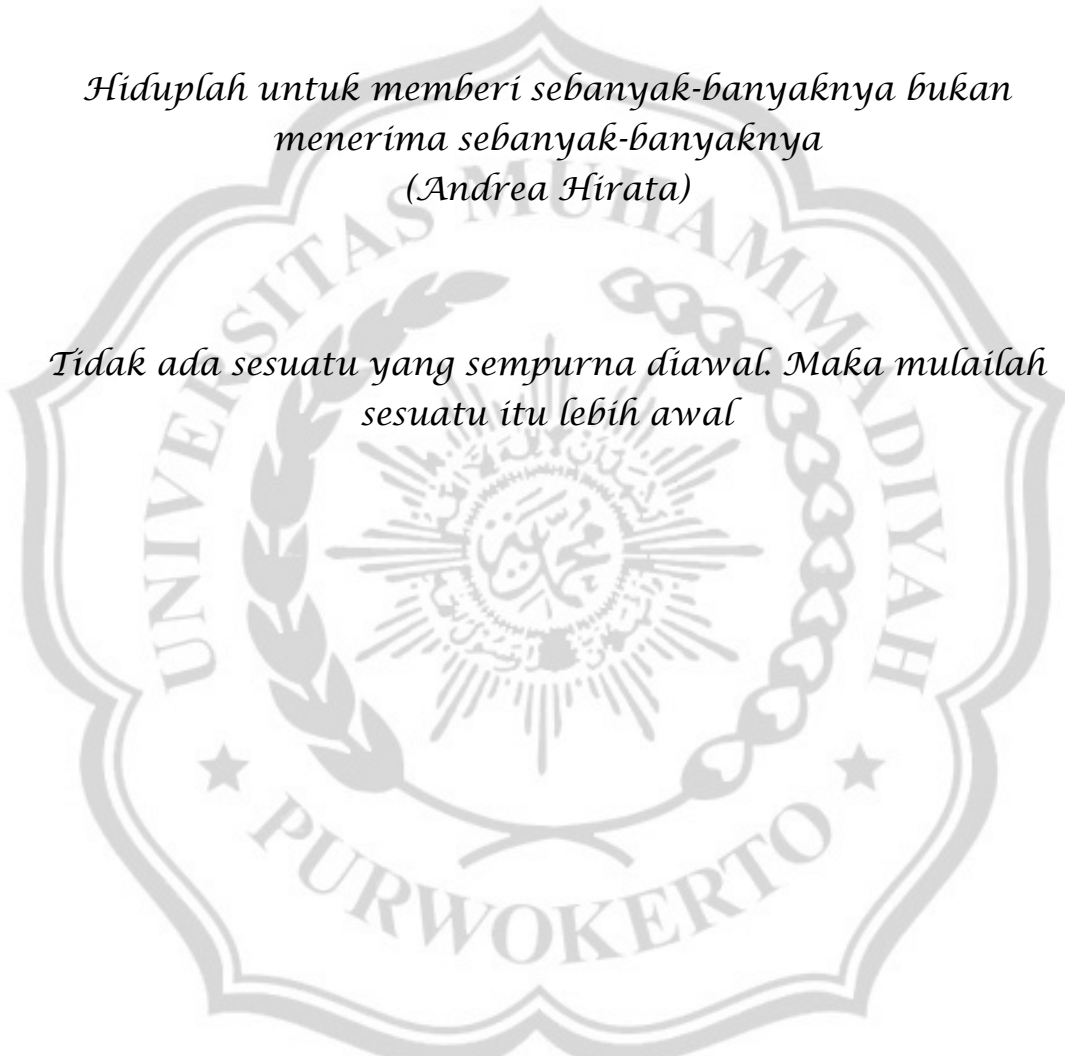 Hiduplah untuk memberi sebanyak-banyaknya bukan
menerima sebanyak-banyaknya
(Andrea Hirata)
Tidak ada sesuatu yang sempurna diawal. Maka mulailah
sesuatu itu lebih awal
UNIVERSITAS MUHAMMADIYAH
PURWOKERTO